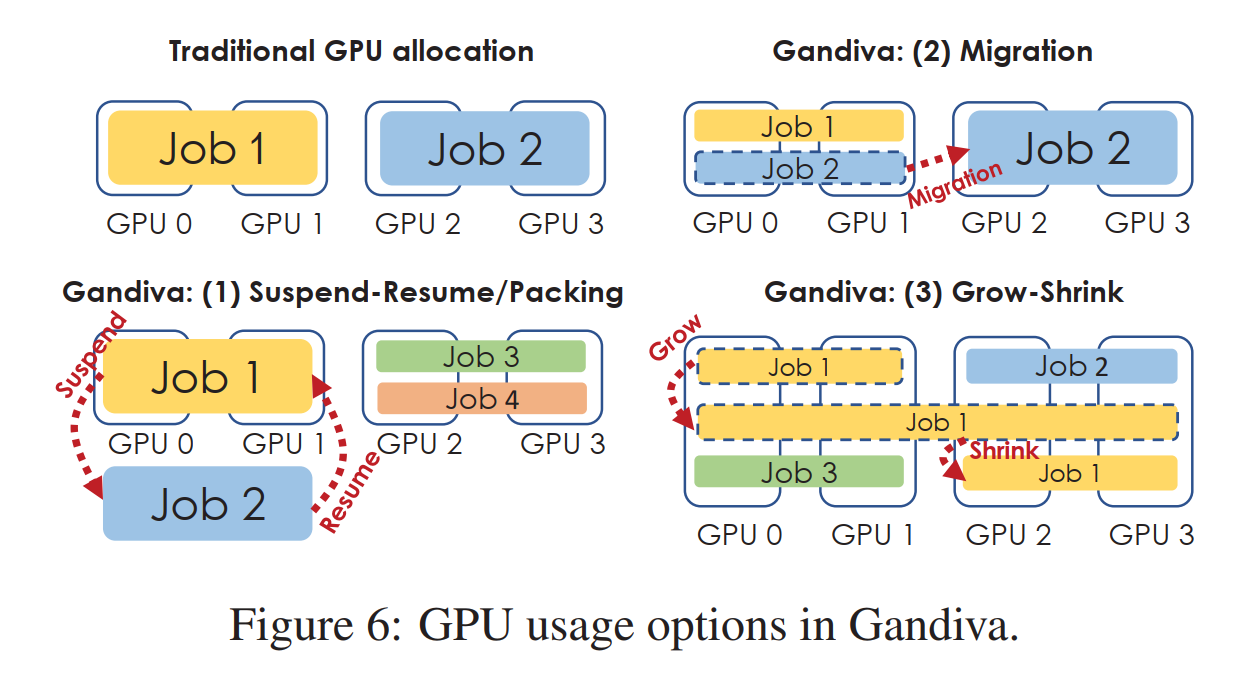 Traditional GPU allocation
Job 1
Job 2
GPU 0
GPU 1
GPU 2
GPU 3
Gandiva: (2) Migration
Job 1
Job 2
Migration
Job 2
GPU 0
GPU 1
GPU 2
GPU 3
Gandiva: (1) Suspend-Resume/Packing
Suspend
Job 1
Job 3
Job 4
GPU 0
GPU 1
GPU 2
GPU 3
Job 2
Resume
Gandiva: (3) Grow-Shrink
Grow
Job 1
Job 2
Job 1
Shrink
Job 3
Job 1
GPU 0
GPU 1
GPU 2
GPU 3
Figure 6: GPU usage options in Gandiva.